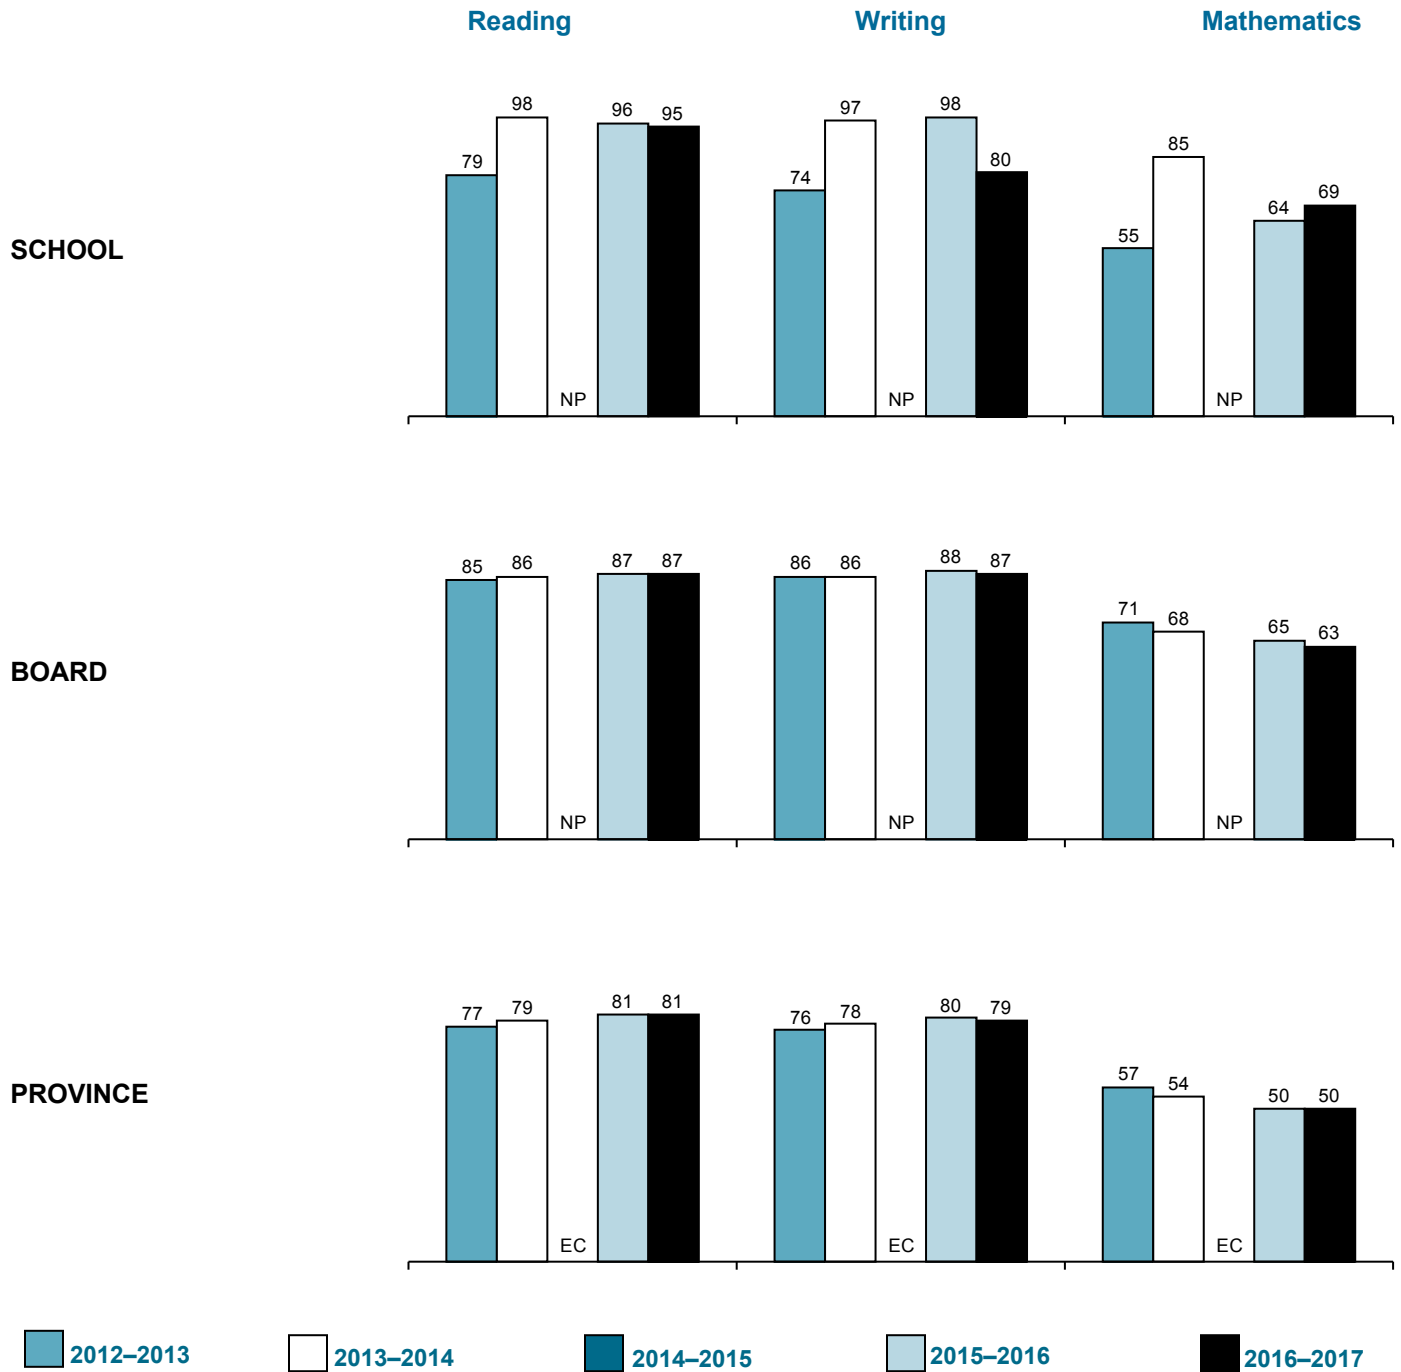 Reading Writing Mathematics
SCHOOL
79 98 NP 96 95 74 97 NP 98 80 55 85 NP 64 69
BOARD
85 86 NP 87 87 86 86 NP 88 87 71 68 NP 65 63
PROVINCE
77 79 EC 81 81 76 78 EC 80 79 57 54 EC 50 50
2012–2013 2013–2014 2014–2015 2015–2016 2016–2017